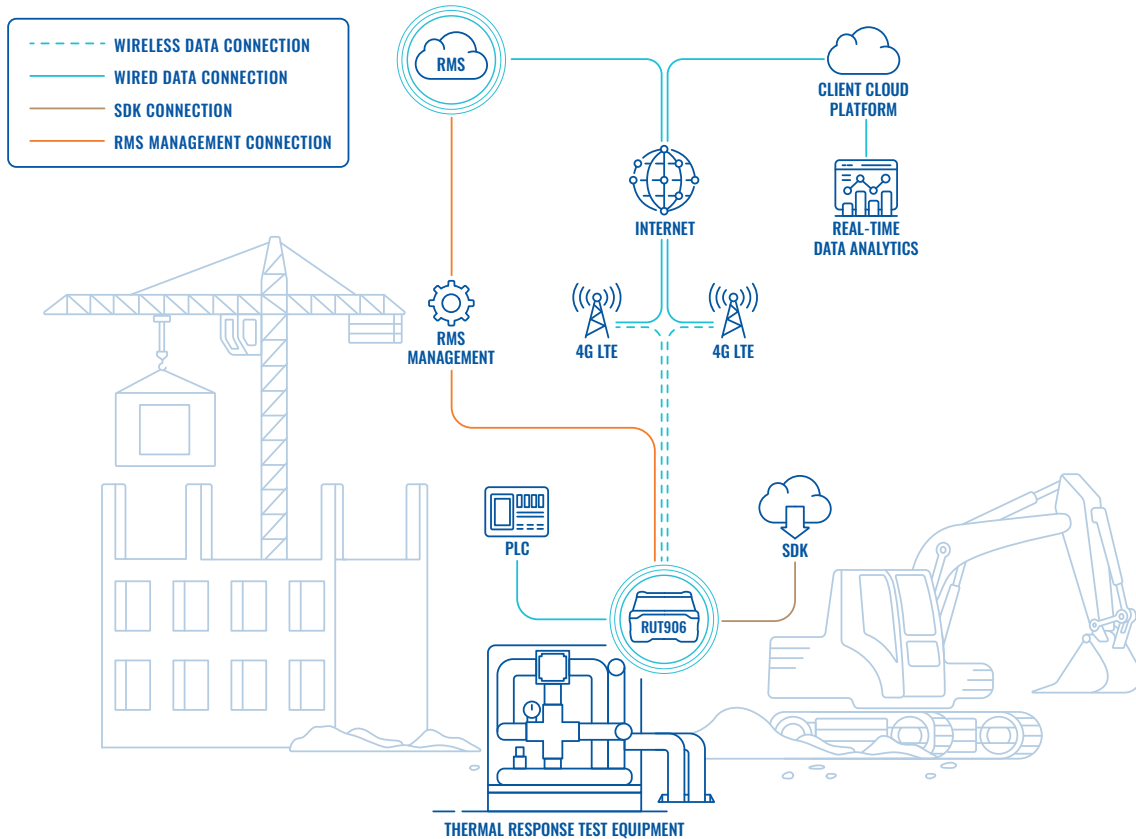 WIRELESS DATA CONNECTION
WIRED DATA CONNECTION
SDK CONNECTION
RMS MANAGEMENT CONNECTION
RMS
CLIENT CLOUD
PLATFORM
INTERNET
REAL-TIME
DATA ANALYTICS
RMS
MANAGEMENT
4G LTE
4G LTE
PLC
SDK
RUT906
THERMAL RESPONSE TEST EQUIPMENT